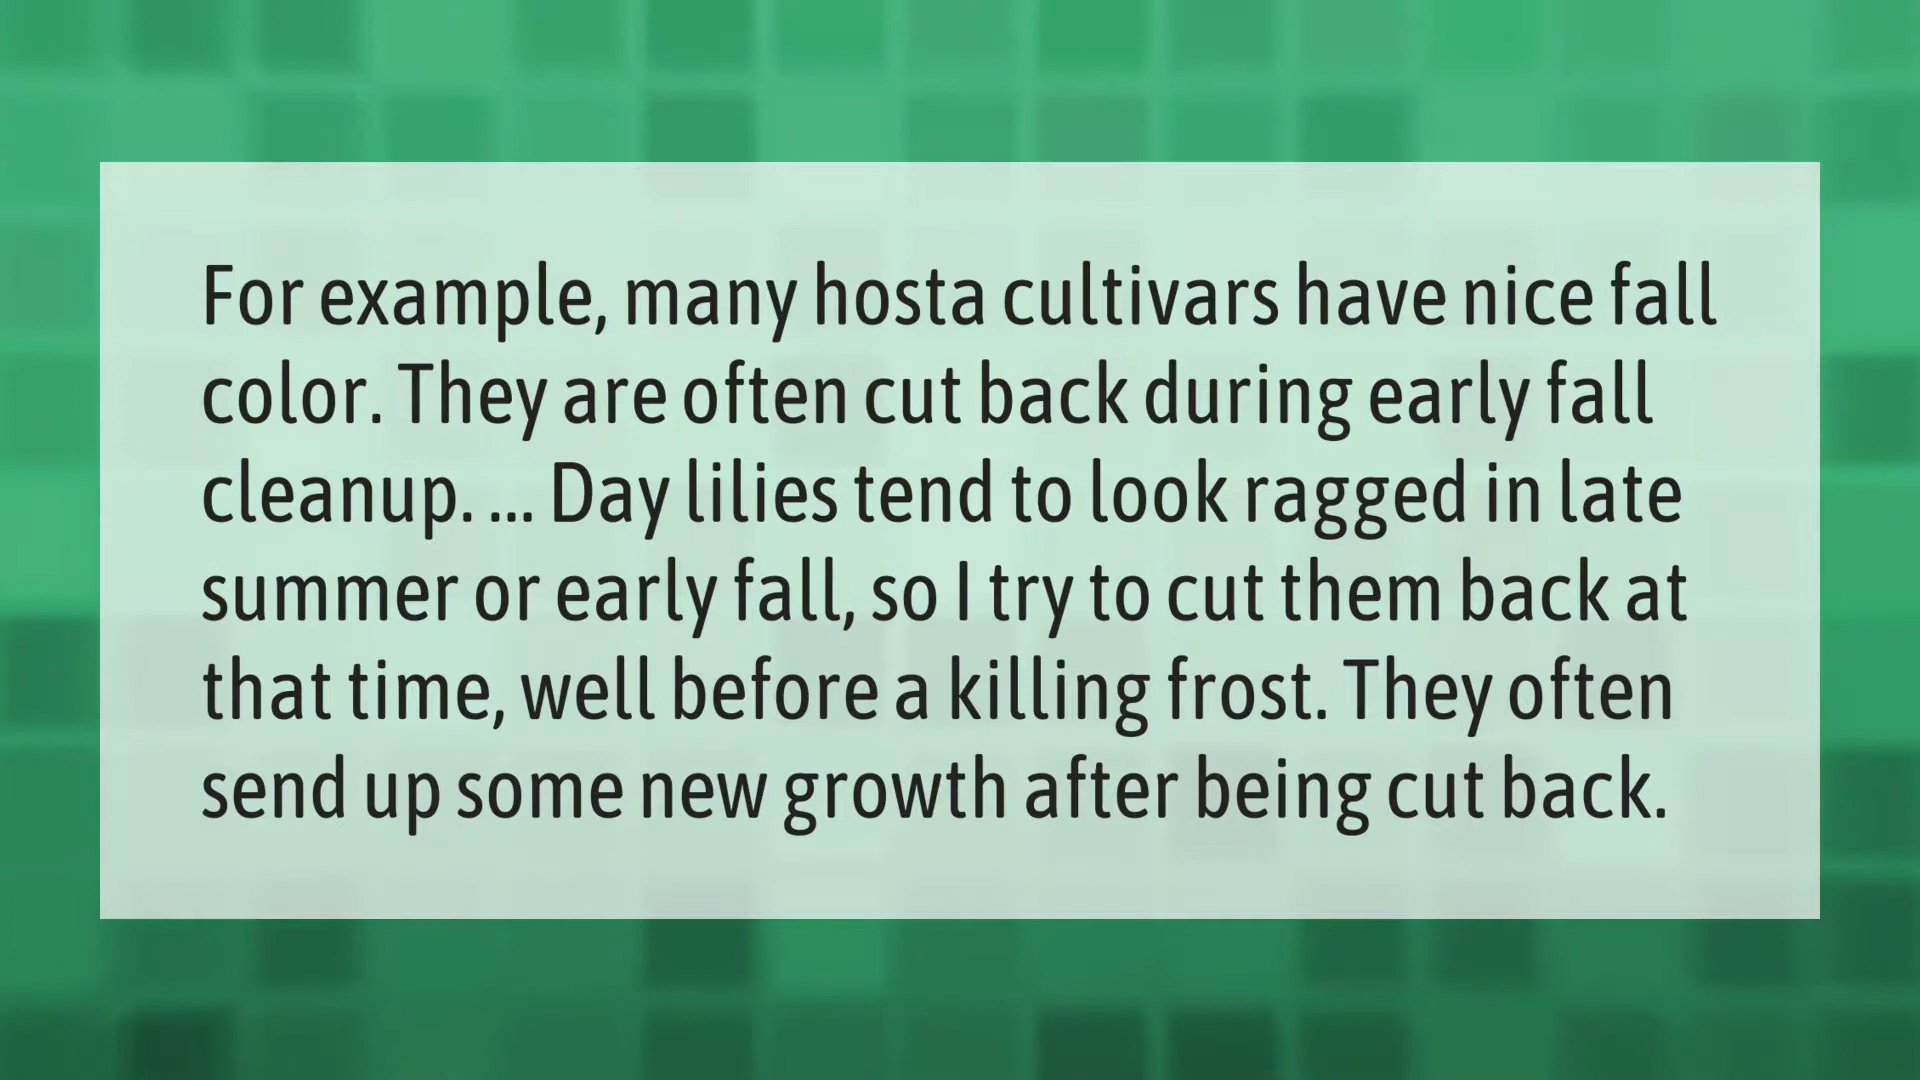 For example, many hosta cultivars have nice fall
color. They are often cut back during early fall
cleanup. ... Day lilies tend to look ragged in late
summer or early fall, so I try to cut them back at
that time, well before a killing frost. They often
send up some new growth after being cut back.